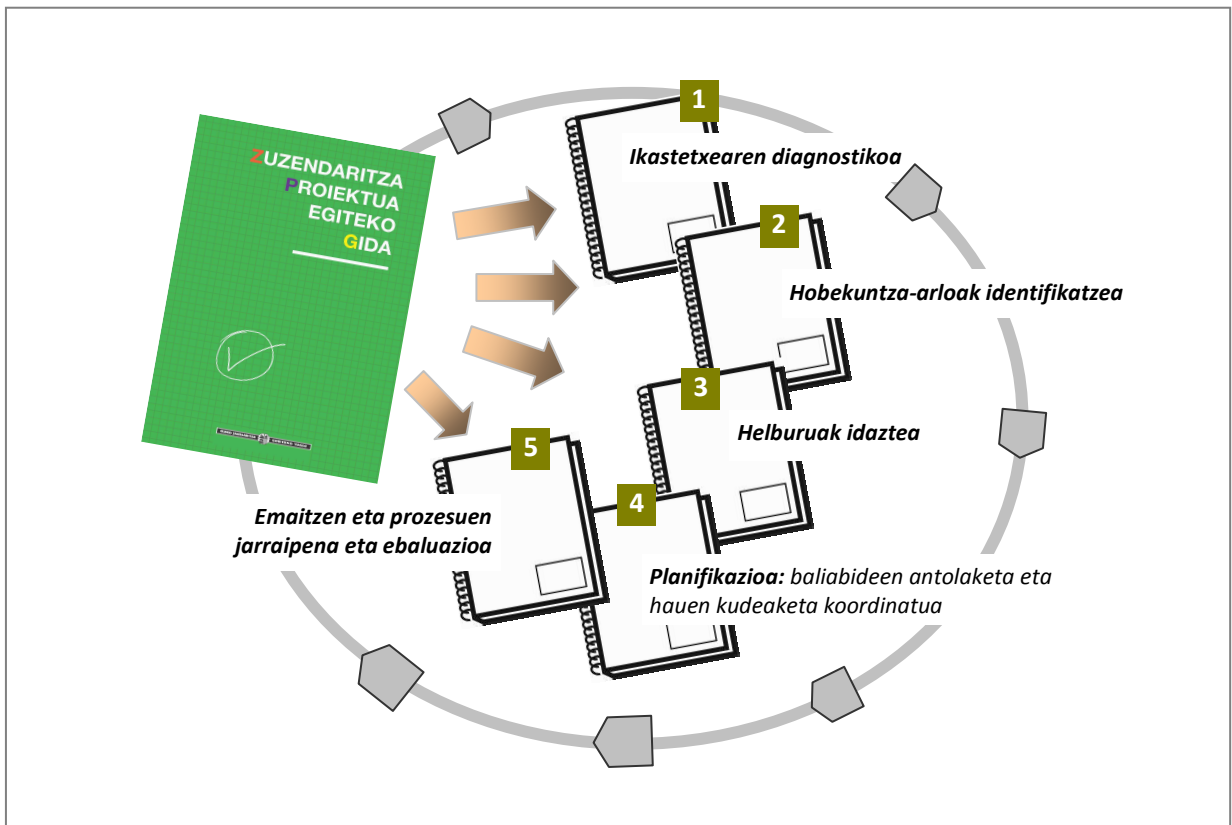 ZUZENDARITZA
PROIEKTUA
EGITEKO
GIDA
1
Ikastetxearen diagnostikoa
2
Hobekuntza-arloak identifikatzea
3
Helburuak idaztea
4
Planifikazioa: baliabideen antolaketa eta
hauen kudeaketa koordinatua
5
Emaitzen eta prozesuen
jarraipena eta ebaluazioa